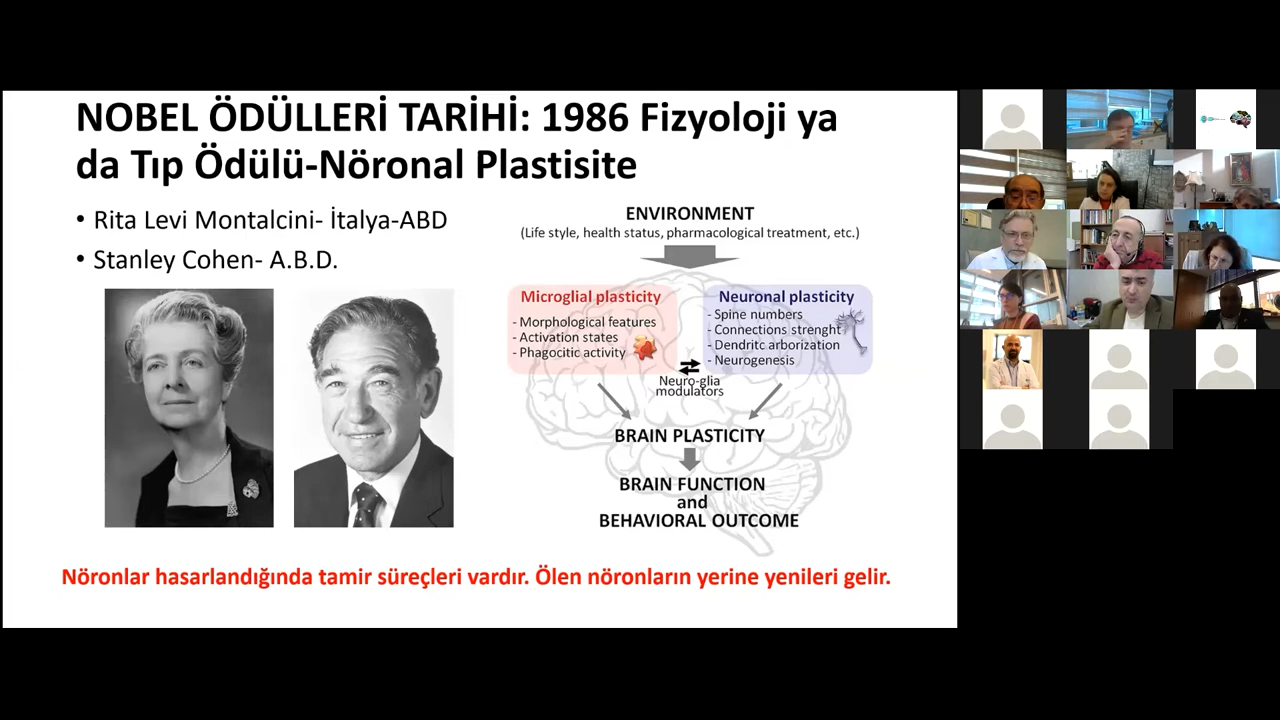 NOBEL ÖDÜLLERİ TARİHİ: 1986 Fizyoloji ya
da Tıp Ödülü-Nöronal Plastisite
• Rita Levi Montalcini- İtalya-ABD
• Stanley Cohen- A.B.D.
ENVIRONMENT
(Life style, health status, pharmacological treatment, etc.)
Microglial plasticity
- Morphological features
- Activation states
- Phagocitic activity
Neuronal plasticity
- Spine numbers
- Connections strenght
- Dendritc arborization
- Neurogenesis
Neuro-glia
modulators
BRAIN PLASTICITY
BRAIN FUNCTION
and
BEHAVIORAL OUTCOME
Nöronlar hasarlandığında tamir süreçleri vardır. Ölen nöronların yerine yenileri gelir.